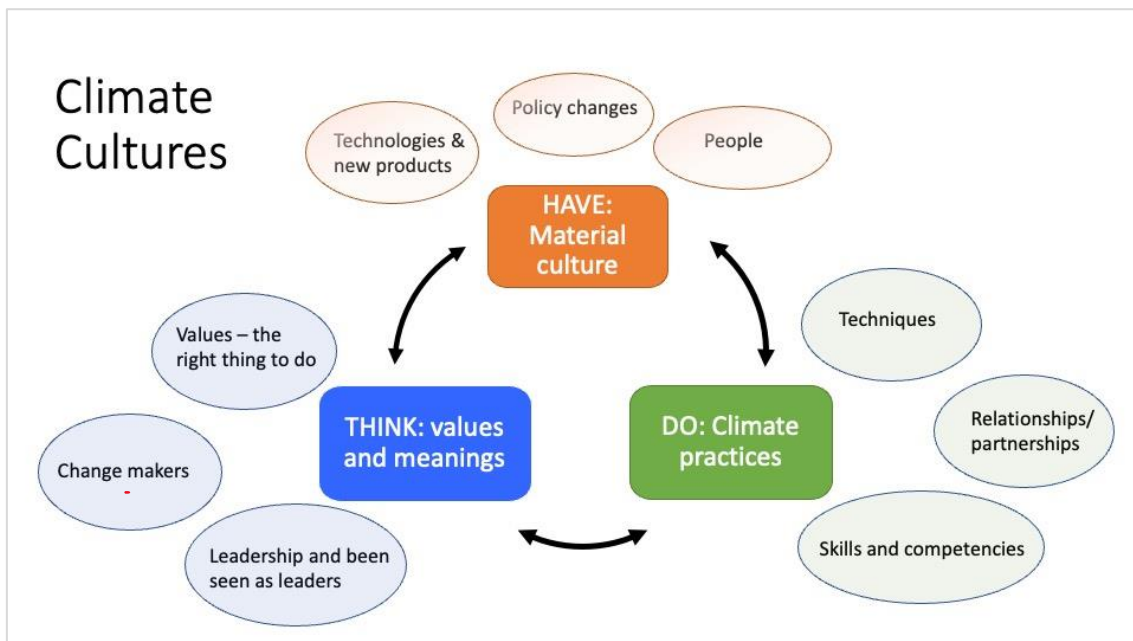 Climate
Cultures
Technologies &
new products
Policy changes
People
HAVE:
Material
culture
Values – the
right thing to do
Techniques
THINK: values
and meanings
DO: Climate
practices
Relationships/
partnerships
Change makers
Leadership and been
seen as leaders
Skills and competencies